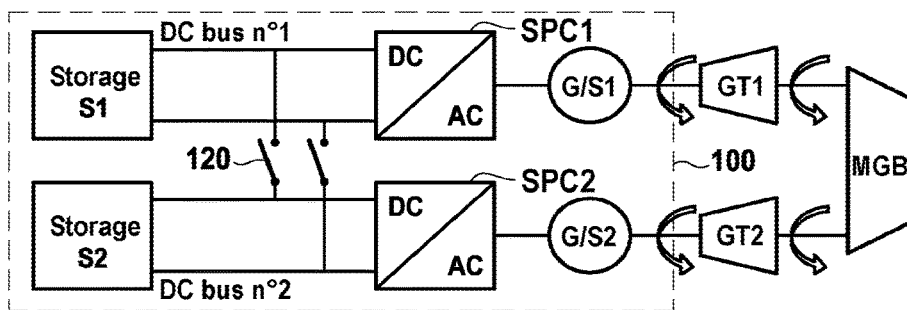 DC bus n°1
SPC1
Storage
S1
DC
AC
G/S1
GT1
120
100
MGB
SPC2
Storage
S2
DC
AC
G/S2
GT2
DC bus n°2